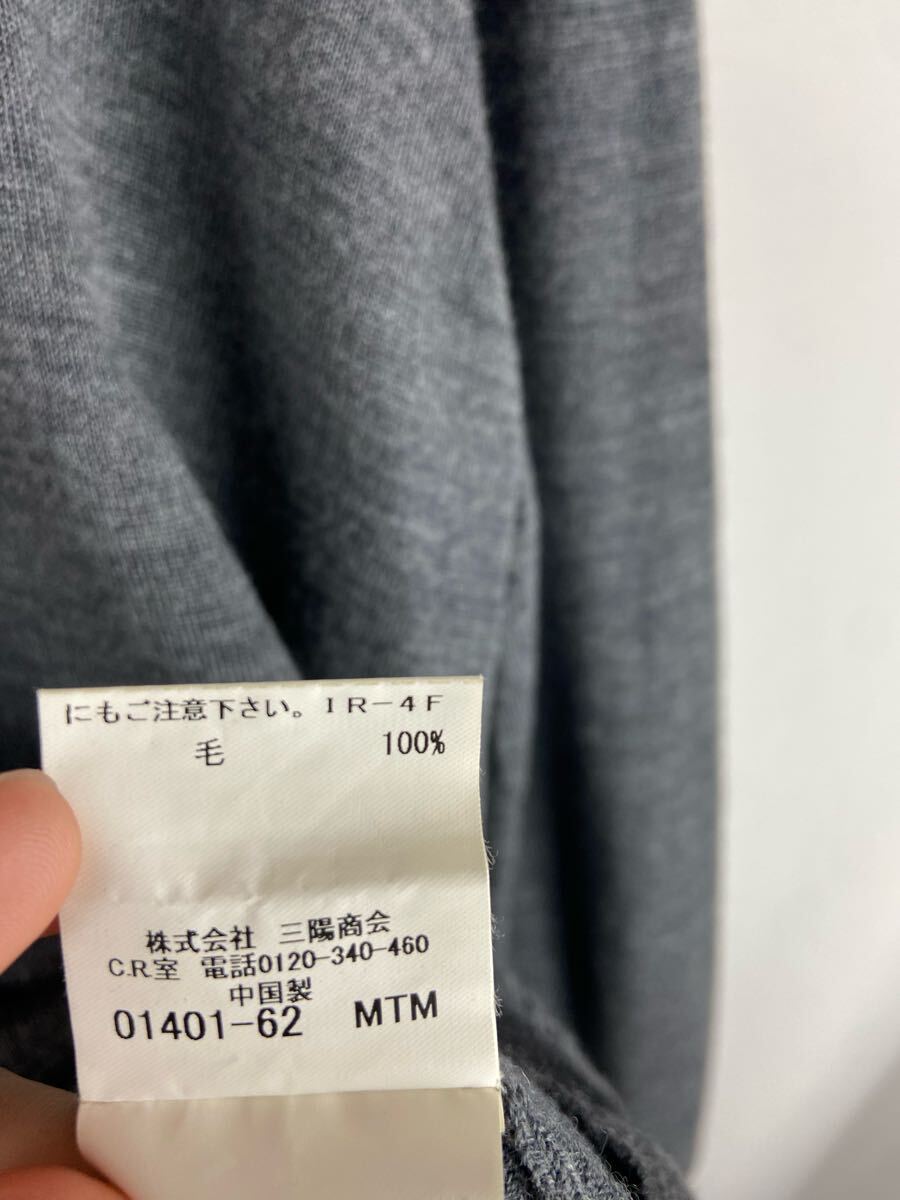 にもご注意下さい。IR-4F
毛 100%
株式会社 三陽商会
C.R室 電話0120-340-460
中国製
01401-62 MTM